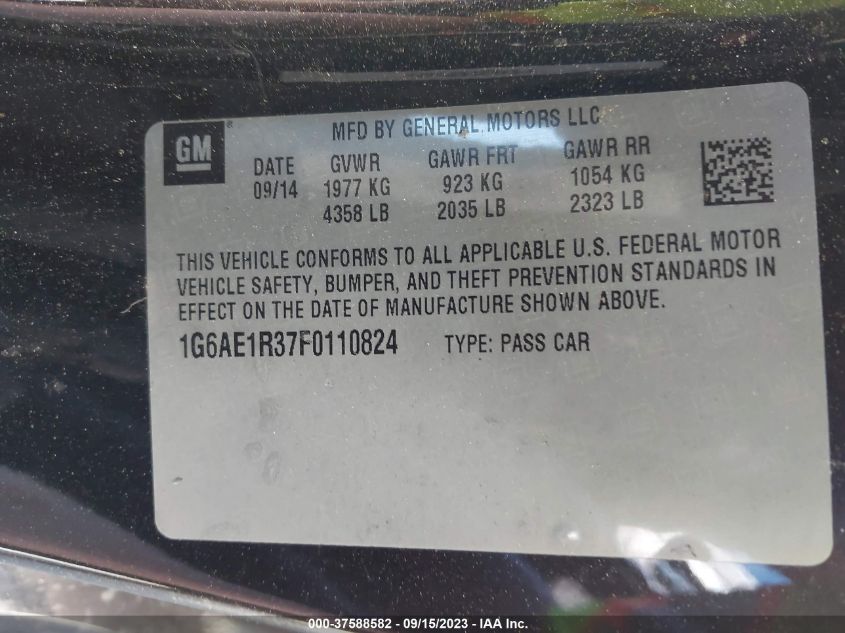 GM ®
MFD BY GENERAL MOTORS LLC
DATE GVWR GAWR FRT GAWR RR
09/14 1977 KG 923 KG 1054 KG
4358 LB 2035 LB 2323 LB
THIS VEHICLE CONFORMS TO ALL APPLICABLE U.S. FEDERAL MOTOR
VEHICLE SAFETY, BUMPER, AND THEFT PREVENTION STANDARDS IN
EFFECT ON THE DATE OF MANUFACTURE SHOWN ABOVE.
1G6AE1R37F0110824 TYPE: PASS CAR
000-37588582 - 09/15/2023 - IAA Inc.